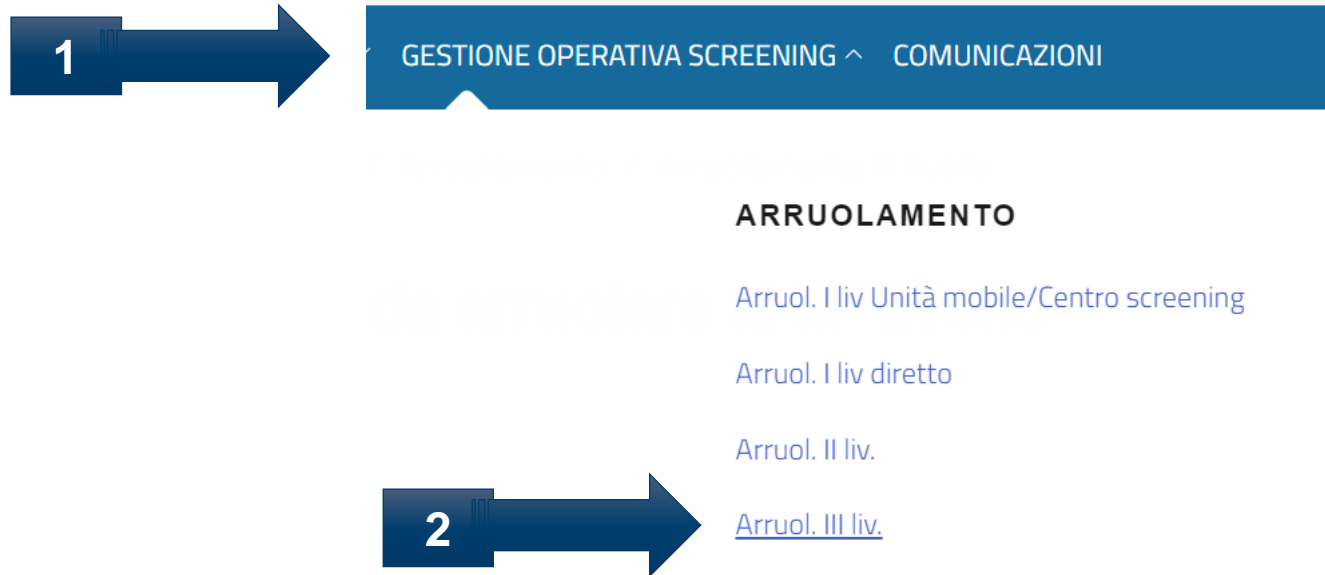 1
GESTIONE OPERATIVA SCREENING COMUNICAZIONI
ARRUOLAMENTO
Arruol. I liv Unità mobile/Centro screening
Arruol. I liv diretto
Arruol. II liv.
2
Arruol. III liv.